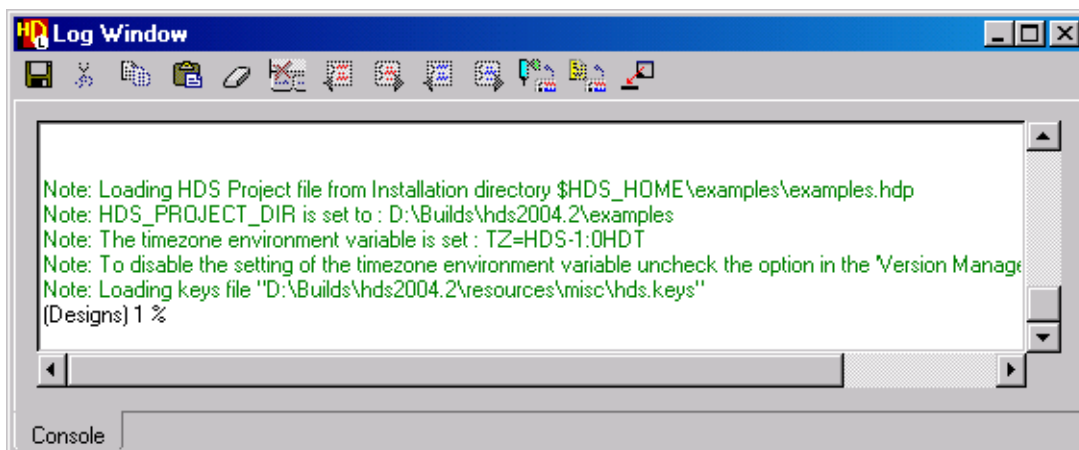 Log Window
Note: Loading HDS Project file from Installation directory $HDS_HOME\examples\examples.hdp
Note: HDS_PROJECT_DIR is set to : D:\Builds\hds2004.2\examples
Note: The timezone environment variable is set : TZ=HDS-1:0HDT
Note: To disable the setting of the timezone environment variable uncheck the option in the 'Version Manage
Note: Loading keys file "D:\Builds\hds2004.2\resources\misc\hds.keys"
(Designs) 1 %
Console